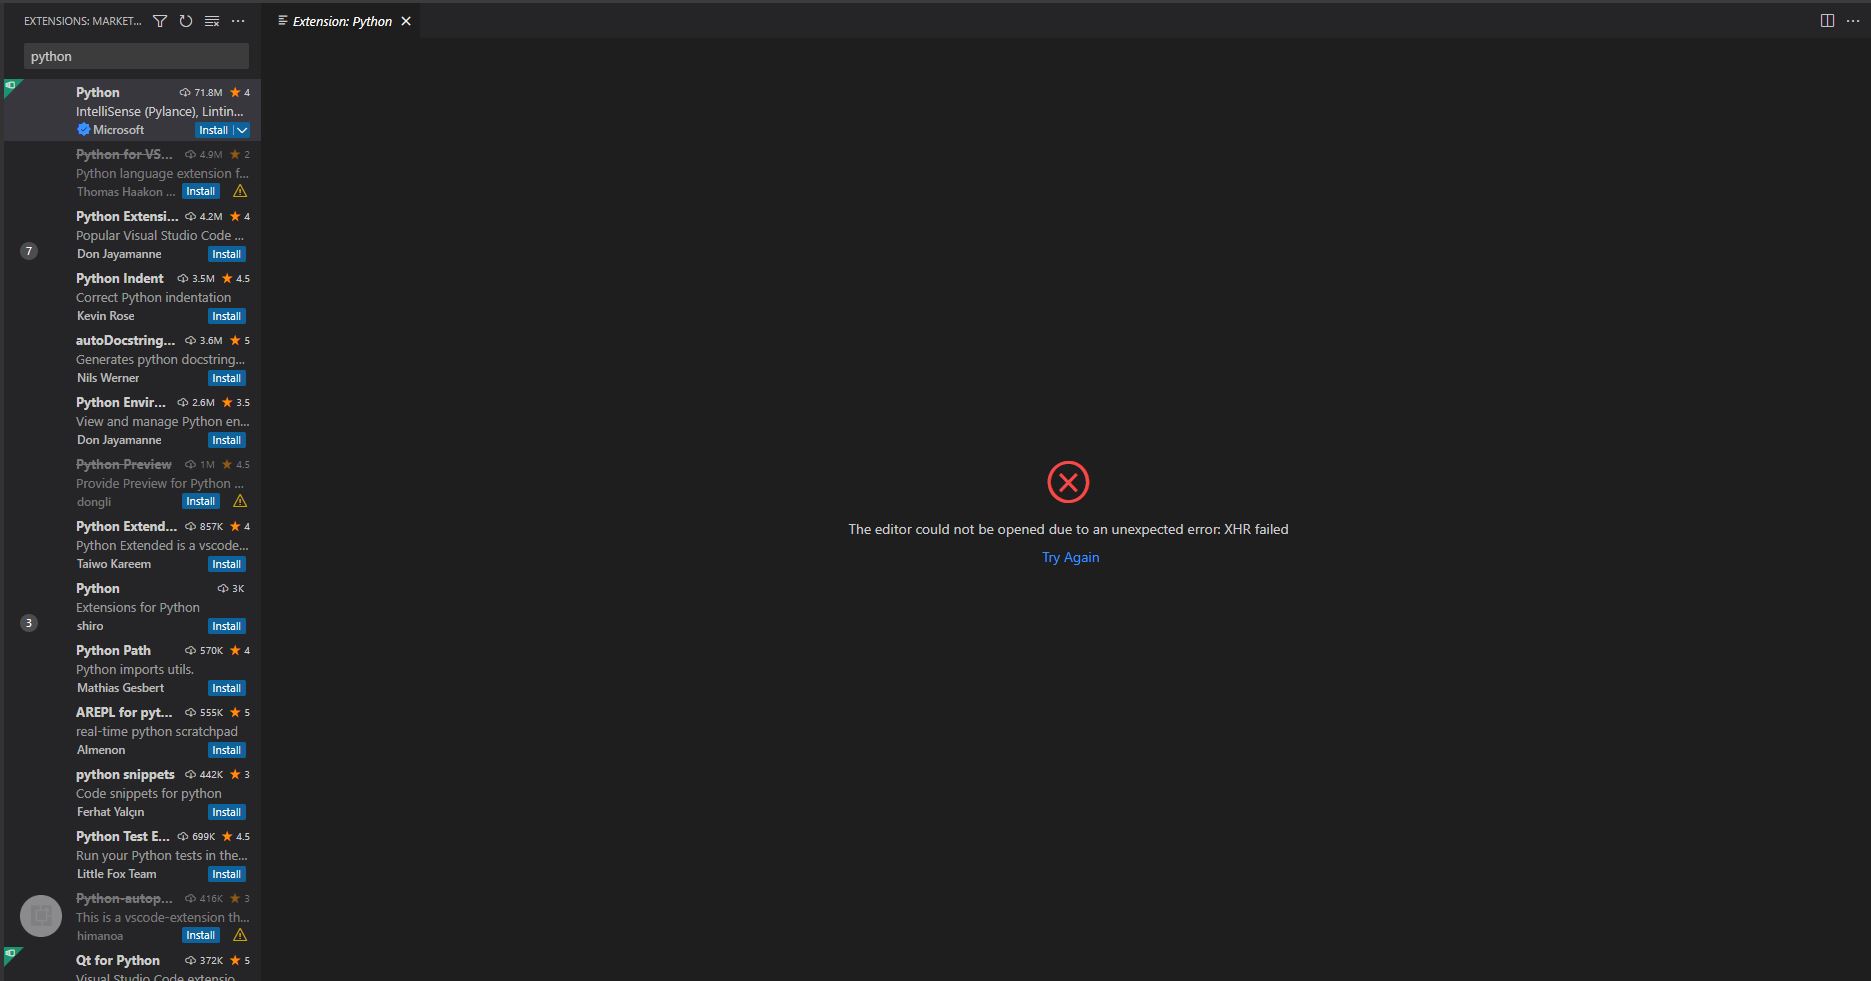 EXTENSIONS: MARKET...
python
Python 71.8M ★ 4
IntelliSense (Pylance), Lintin...
Microsoft Install
Python for VS... 4.9M ★ 2
Python language extension f...
Thomas Haakon ... Install
Python Extensi... 4.2M ★ 4
Popular Visual Studio Code ...
7
Don Jayamanne Install
Python Indent 3.5M ★ 4.5
Correct Python indentation
Kevin Rose Install
autoDocstring... 3.6M ★ 5
Generates python docstring...
Nils Werner Install
Python Envir... 2.6M ★ 3.5
View and manage Python en...
Don Jayamanne Install
Python Preview 1M ★ 4.5
Provide Preview for Python ...
dongli Install
Python Extend... 857K ★ 4
Python Extended is a vscode...
Taiwo Kareem Install
Python 3K
Extensions for Python
3
shiro Install
Python Path 570K ★ 4
Python imports utils.
Mathias Gesbert Install
AREPL for pyt... 555K ★ 5
real-time python scratchpad
Almenon Install
python snippets 442K ★ 3
Code snippets for python
Ferhat Yalçın Install
Python Test E... 699K ★ 4.5
Run your Python tests in the...
Little Fox Team Install
Python-autop... 416K ★ 3
This is a vscode-extension th...
himanoa Install
Qt for Python 372K ★ 5
Visual Studio Code extensio
Extension: Python
The editor could not be opened due to an unexpected error: XHR failed
Try Again